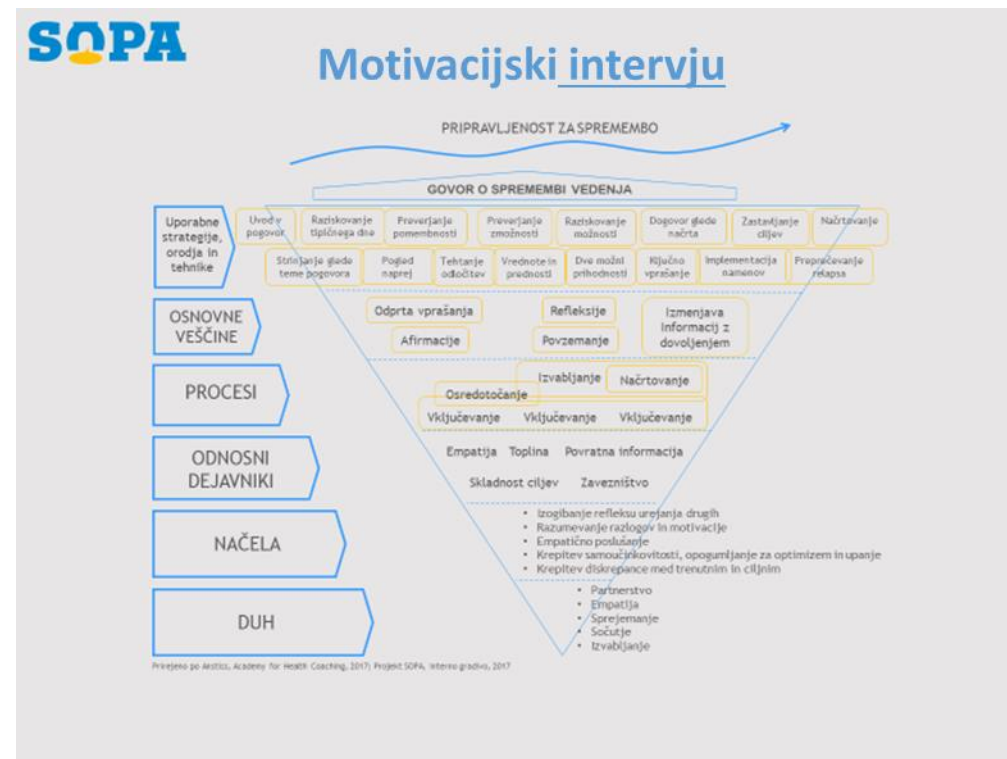 SOPA
Motivacijski intervju
PRIPRAVLJENOST ZA SPREMEMBO
GOVOR O SPREMEMBI VEDENJA
Uporabne
strategije,
orodja in
tehnike
Uvod v
pogovor
Raziskovanje
tipičnega dne
Preverjanje
pomembnosti
Preverjanje
zmožnosti
Raziskovanje
možnosti
Dogovor glede
načrta
Zastavljanje
ciljev
Načrtovanje
Strinjanje glede
teme pogovora
Pogled
naprej
Tehtanje
odločitev
Vrednote in
prednosti
Dve možni
prihodnosti
Ključno
vprašanje
Implementacija
namenov
Preprečevanje
relapsa
OSNOVNE
VEŠČINE
Odprta vprašanja
Refleksije
Izmenjava
informacij z
dovoljenjem
Afirmacije
Povzemanje
PROCESI
Izvabljanje
Načrtovanje
Osredotočanje
Vključevanje Vključevanje Vključevanje
ODNOSNI
DEJAVNIKI
Empatija Toplina Povratna informacija
Skladnost ciljev Zavezništvo
NAČELA
• Izogibanje refleksu urejanja drugih
• Razumevanje razlogov in motivacije
• Empatično poslušanje
• Krepitev samoučinkovitosti, opogumljanje za optimizem in upanje
• Krepitev diskrepance med trenutnim in ciljnim
DUH
• Partnerstvo
• Empatija
• Sprejemanje
• Sočutje
• Izvabljanje
Prirejeno po Aestics, Academy for Health Coaching, 2017; Projekt SOPA, interno gradivo, 2017